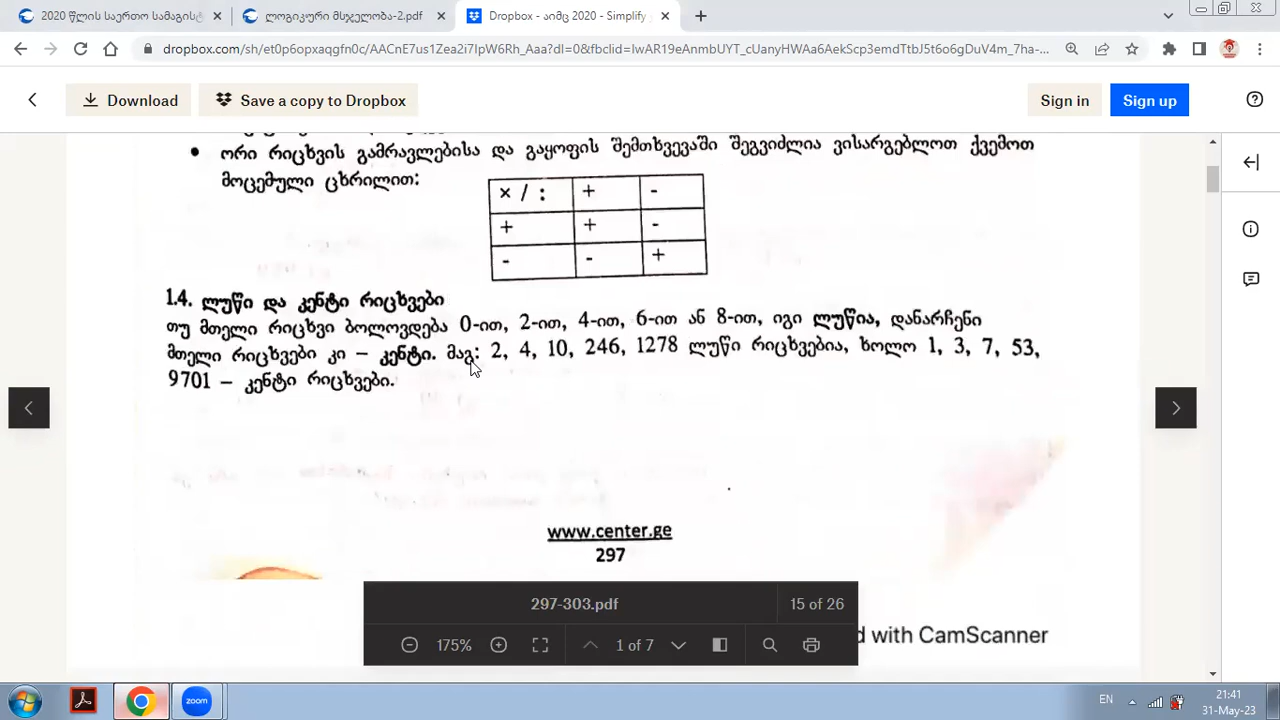 2020 წლის საერთო სამაგისტ
ლოგიკური მსჯელობა-2.pdf
Dropbox - აიმც 2020 - Simplify
dropbox.com/sh/et0p6opxaqgfn0c/AACnE7us1Zea2i7lpW6Rh_Aaa?dl=0&fbclid=IwAR19eAnmbUYT_cUanyHWAa6AekScp3emdTtbJ5t6o6gDuV4m_7ha-...
Download
Save a copy to Dropbox
Sign in
Sign up
• ორი რიცხვის გამრავლებისა და გაყოფის შემთხვევაში შეგვიძლია ვისარგებლოთ ქვემოთ
მოცემული ცხრილით:
× / : + -
+ + -
- - +
1.4. ლუწი და კენტი რიცხვები
თუ მთელი რიცხვი ბოლოვდება 0-ით, 2-ით, 4-ით, 6-ით ან 8-ით, იგი ლუწია, დანარჩენი
მთელი რიცხვები კი – კენტი. მაგ: 2, 4, 10, 246, 1278 ლუწი რიცხვებია, ხოლო 1, 3, 7, 53,
9701 – კენტი რიცხვები.
www.center.ge
297
297-303.pdf
15 of 26
175%
1 of 7
d with CamScanner
zoom
EN
21:41
31-May-23